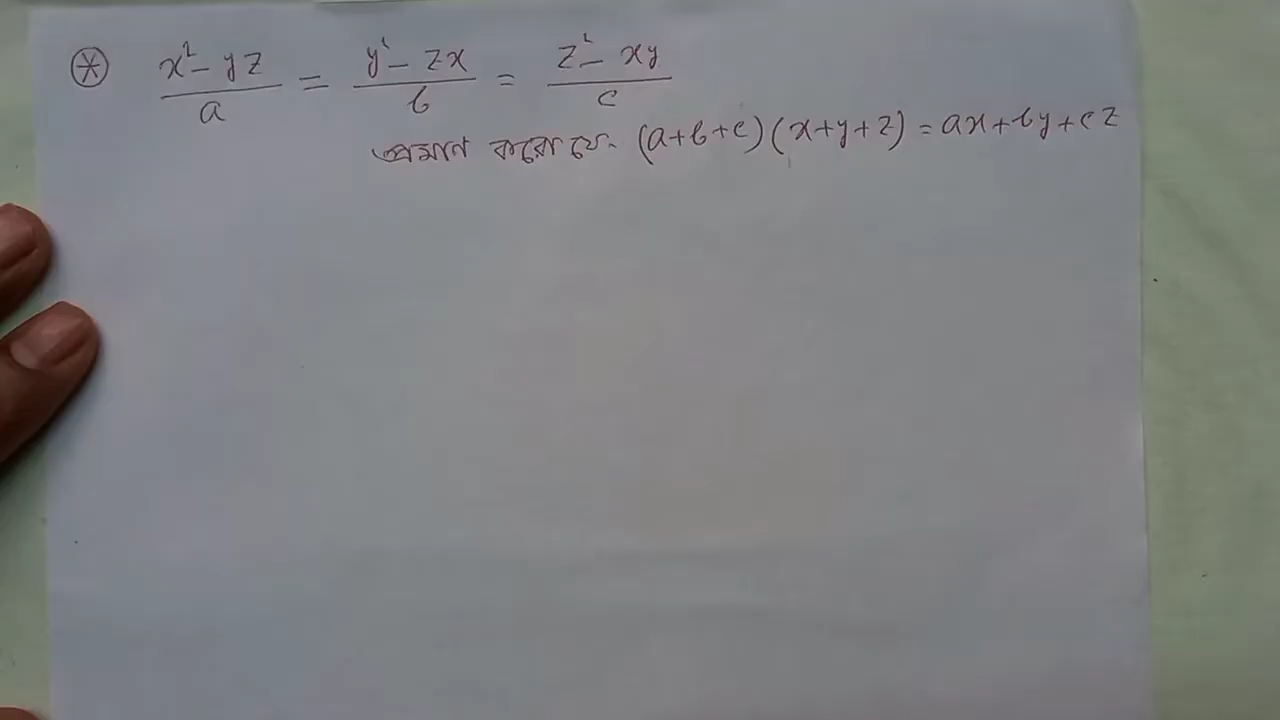 ⊛ (x² - yz)/a = (y² - zx)/b = (z² - xy)/c
প্রমাণ করো যে- (a+b+c)(x+y+z) = ax+by+cz